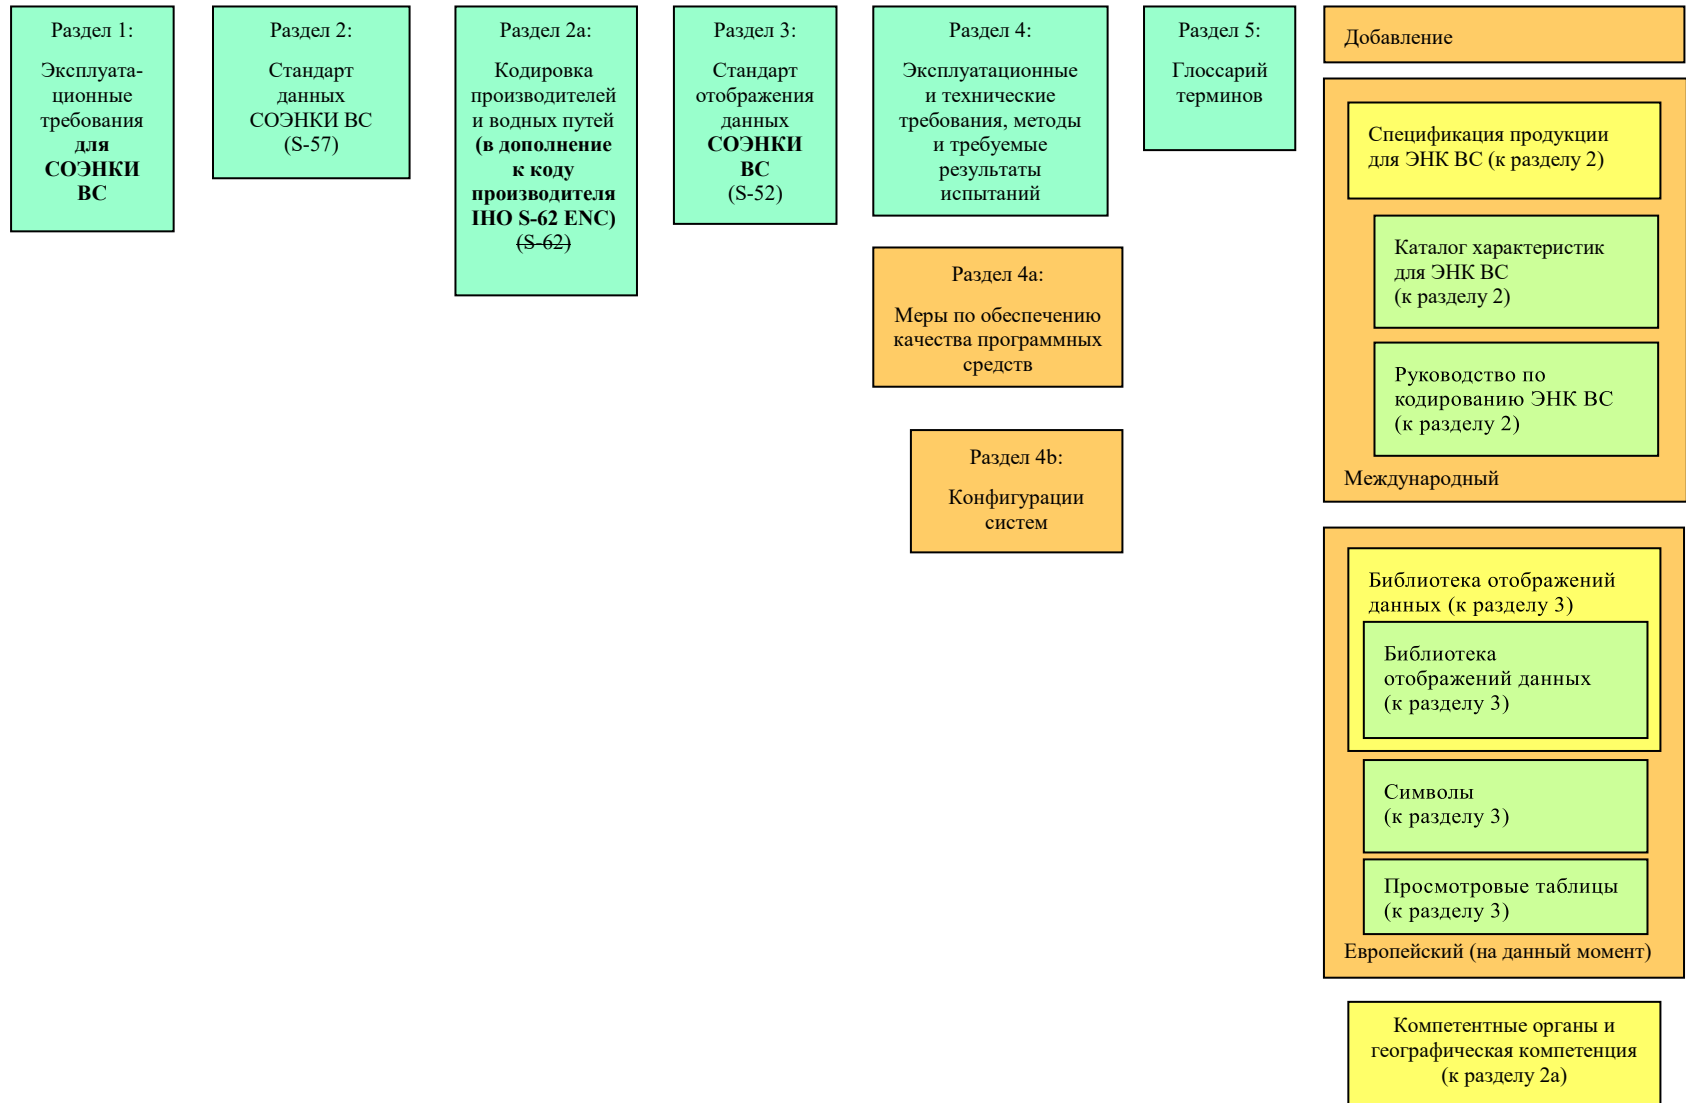 Раздел 1:
Эксплуата-
ционные
требования
для
СОЭНКИ
ВС
Раздел 2:
Стандарт
данных
СОЭНКИ ВС
(S-57)
Раздел 2a:
Кодировка
производителей
и водных путей
(в дополнение
к коду
производителя
IHO S-62 ENC)
(S-62)
Раздел 3:
Стандарт
отображения
данных
СОЭНКИ
ВС
(S-52)
Раздел 4:
Эксплуатационные
и технические
требования, методы
и требуемые
результаты
испытаний
Раздел 4a:
Меры по обеспечению
качества программных
средств
Раздел 4b:
Конфигурации
систем
Раздел 5:
Глоссарий
терминов
Добавление
Спецификация продукции
для ЭНК ВС (к разделу 2)
Каталог характеристик
для ЭНК ВС
(к разделу 2)
Руководство по
кодированию ЭНК ВС
(к разделу 2)
Международный
Библиотека отображений
данных (к разделу 3)
Библиотека
отображений данных
(к разделу 3)
Символы
(к разделу 3)
Просмотровые таблицы
(к разделу 3)
Европейский (на данный момент)
Компетентные органы и
географическая компетенция
(к разделу 2a)